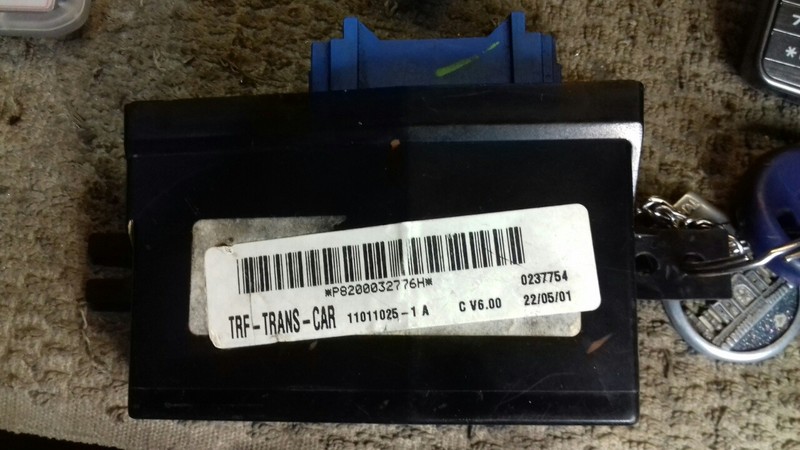 *P8200032776H*
0237754
TRF-TRANS-CAR 11011025-1 A C V6.00 22/05/01